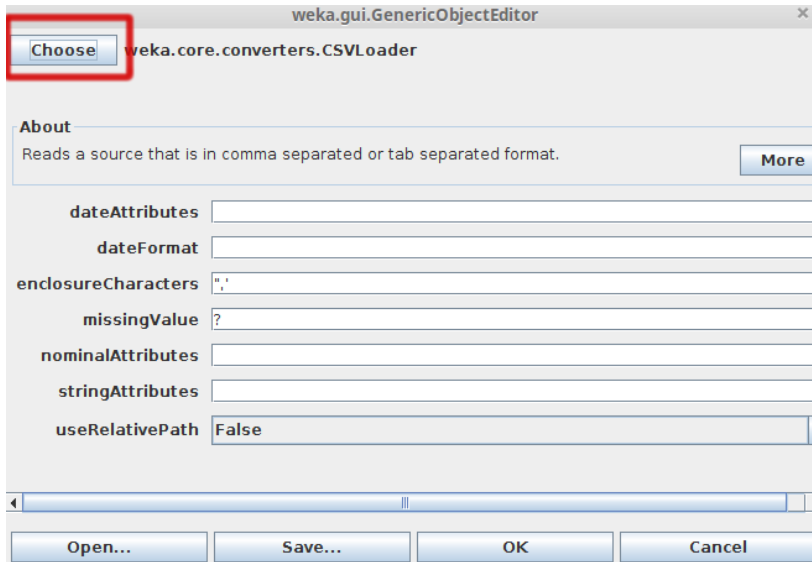 weka.gui.GenericObjectEditor ×
Choose weka.core.converters.CSVLoader
About
Reads a source that is in comma separated or tab separated format.
More
dateAttributes
dateFormat
enclosureCharacters ",'
missingValue ?
nominalAttributes
stringAttributes
useRelativePath False
Open... Save... OK Cancel